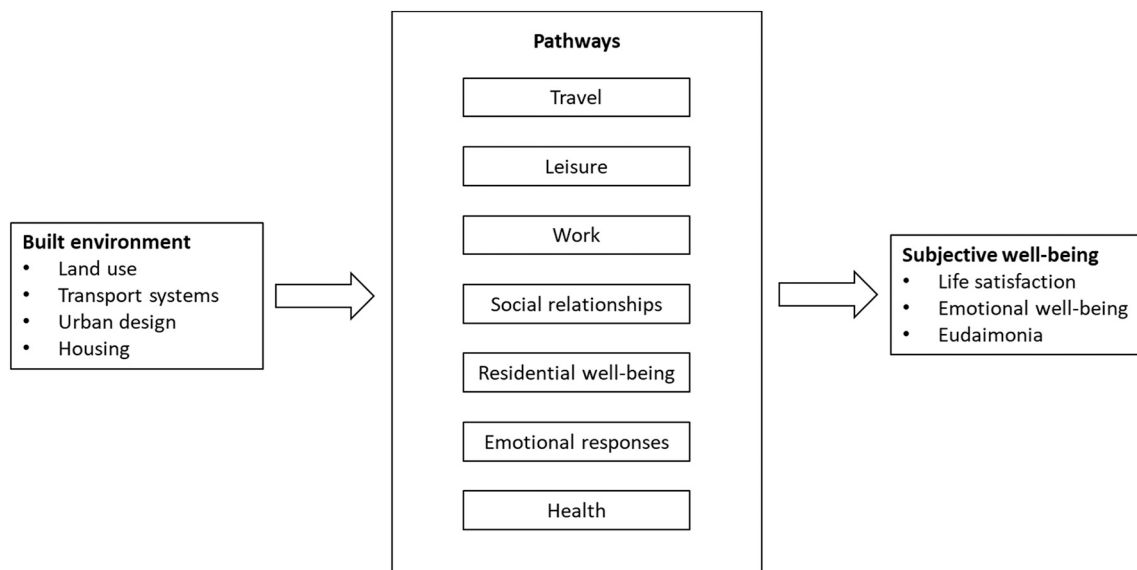 Pathways
Travel
Leisure
Work
Social relationships
Residential well-being
Emotional responses
Health
Built environment
• Land use
• Transport systems
• Urban design
• Housing
Subjective well-being
• Life satisfaction
• Emotional well-being
• Eudaimonia